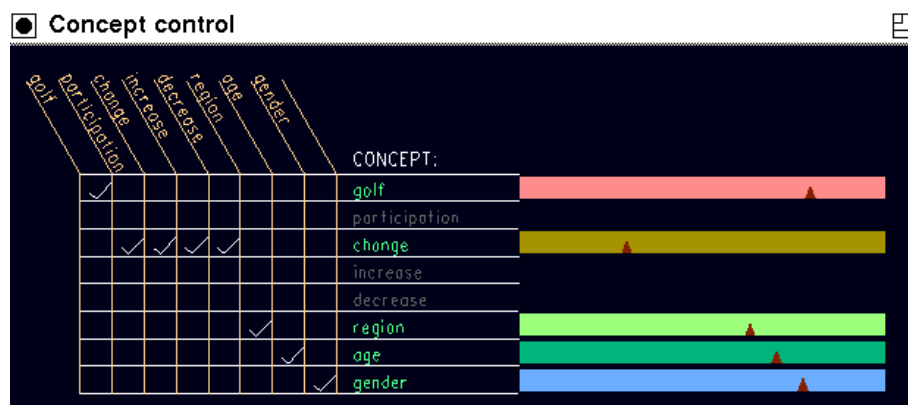 Concept control
golf
participation
change
increase
decrease
region
age
gender
CONCEPT:
golf
participation
change
increase
decrease
region
age
gender